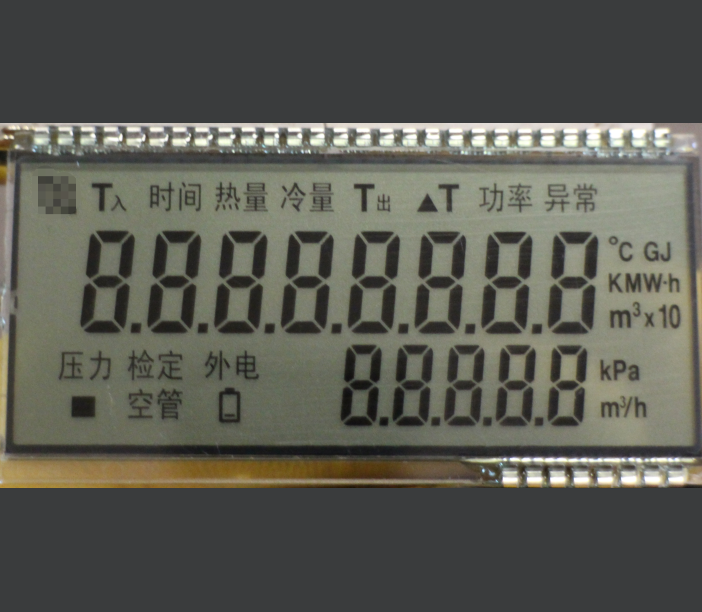 T入 时间 热量 冷量 T出 ▲T 功率 异常
8.8.8.8.8.8.8.8 °C GJ
KMW·h
m³x10
压力 检定 外电 8.8.8.8.8 kPa
空管 m³/h